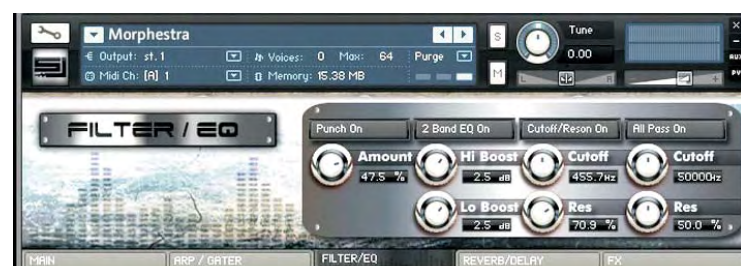 Morphestra
Output: st.1 Voices: 0 Max: 64 Purge
Midi Ch: [A] 1 Memory: 15.38 MB
S
M
Tune
0.00
L R
- +
×
-
AUX
PV
FILTER / EQ
Punch On 2 Band EQ On Cutoff/Reson On All Pass On
Amount Hi Boost Cutoff Cutoff
47.5 % 2.5 dB 455.7Hz 50000Hz
Lo Boost Res Res
2.5 dB 70.9 % 50.0 %
MAIN ARP / GATER FILTER/EQ REVERB/DELAY FX